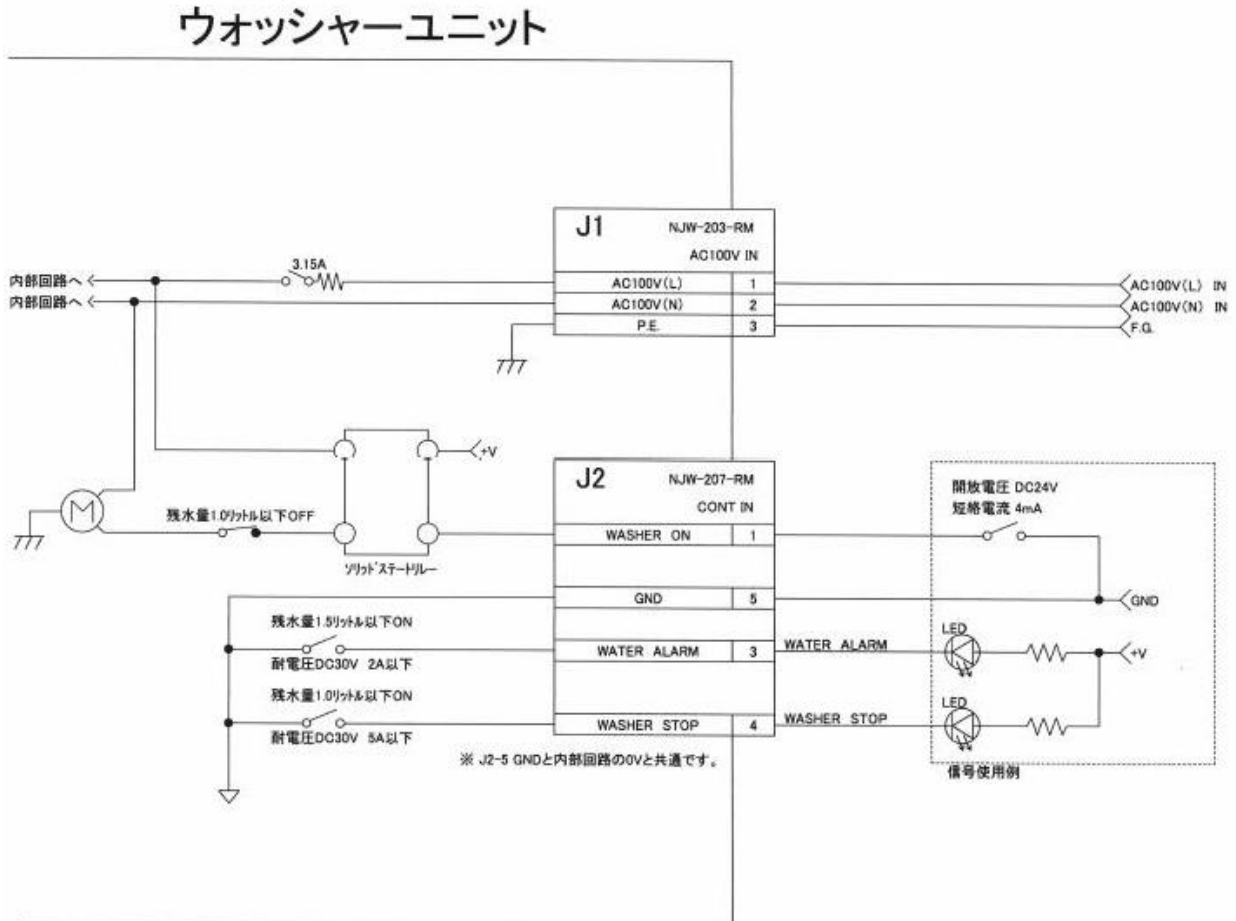 ウォッシャーユニット
J1
NJW-203-RM
AC100V IN
3.15A
内部回路へ
AC100V(L)
1
AC100V(L) IN
内部回路へ
AC100V(N)
2
AC100V(N) IN
P.E.
3
F.G.
+V
J2
NJW-207-RM
CONT IN
開放電圧 DC24V
短絡電流 4mA
M
残水量1.0リットル以下OFF
WASHER ON
1
ソリッドステートリレー
GND
5
GND
残水量1.5リットル以下ON
LED
WATER ALARM
3
WATER ALARM
+V
耐電圧DC30V 2A以下
残水量1.0リットル以下ON
LED
WASHER STOP
4
WASHER STOP
耐電圧DC30V 5A以下
※ J2-5 GNDと内部回路の0Vと共通です。
信号使用例